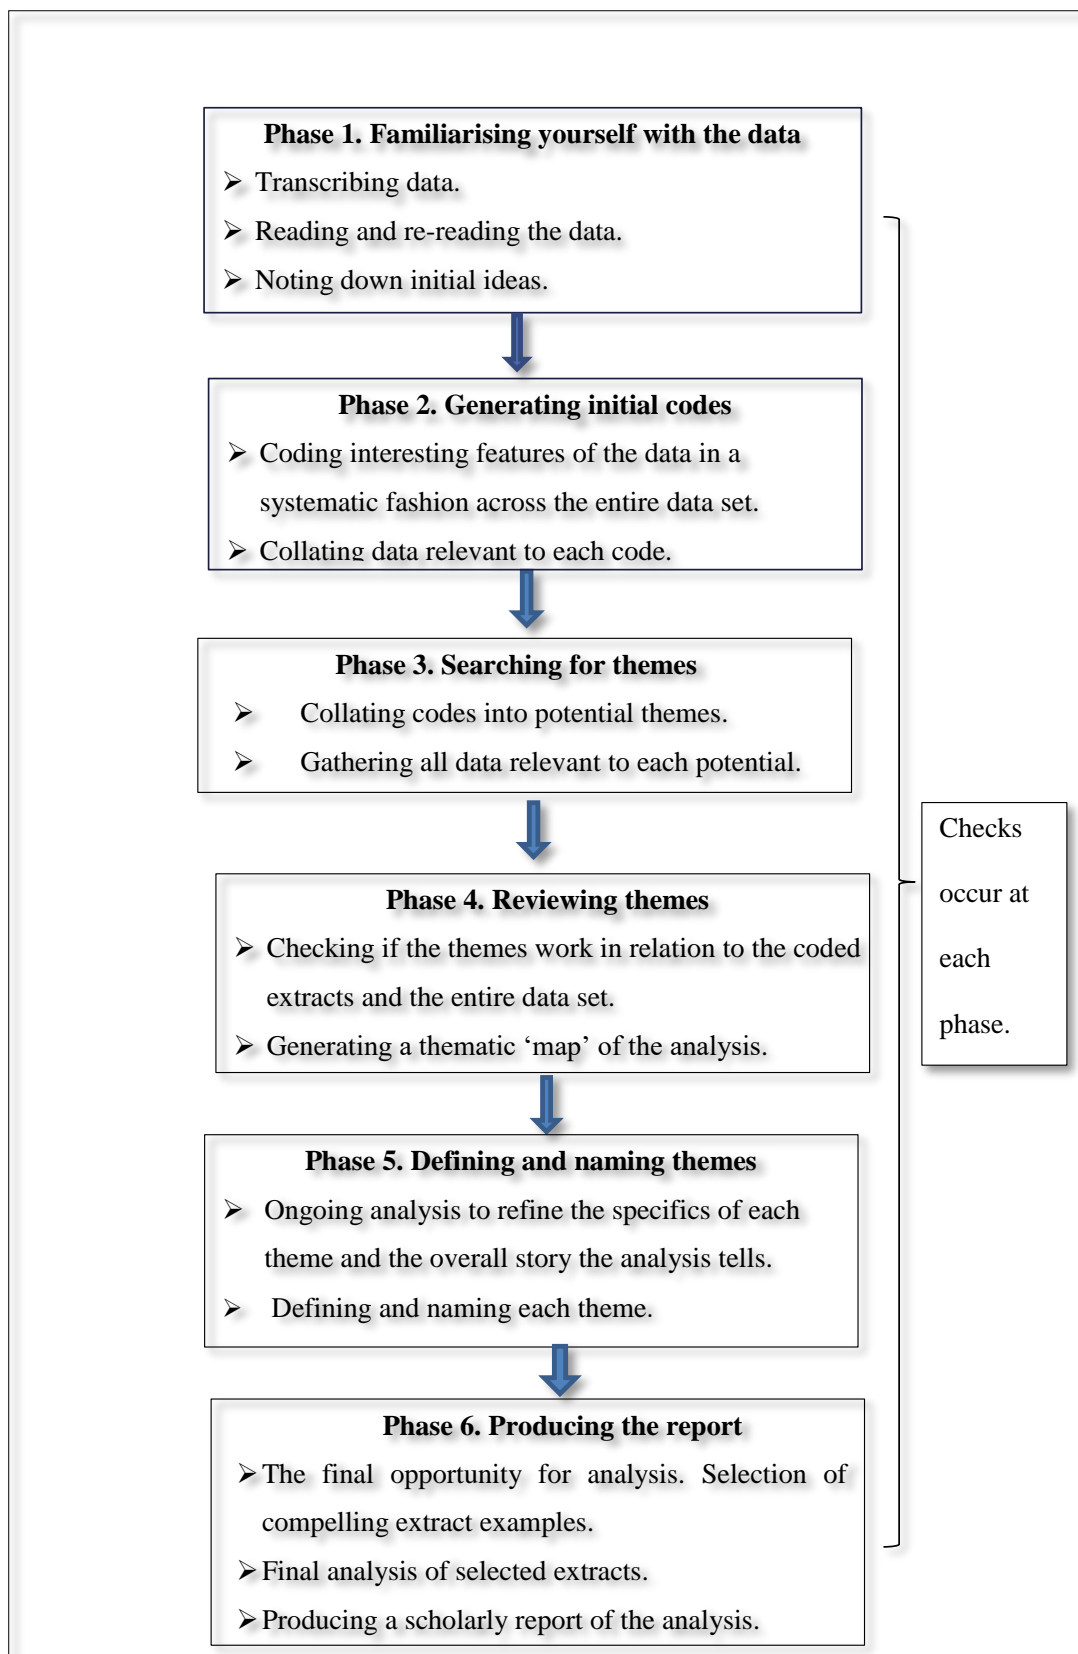 Phase 1. Familiarising yourself with the data
➢ Transcribing data.
➢ Reading and re-reading the data.
➢ Noting down initial ideas.
Phase 2. Generating initial codes
➢ Coding interesting features of the data in a
systematic fashion across the entire data set.
➢ Collating data relevant to each code.
Phase 3. Searching for themes
➢ Collating codes into potential themes.
➢ Gathering all data relevant to each potential.
Phase 4. Reviewing themes
➢ Checking if the themes work in relation to the coded
extracts and the entire data set.
➢ Generating a thematic ‘map’ of the analysis.
Phase 5. Defining and naming themes
➢ Ongoing analysis to refine the specifics of each
theme and the overall story the analysis tells.
➢ Defining and naming each theme.
Phase 6. Producing the report
➢ The final opportunity for analysis. Selection of
compelling extract examples.
➢ Final analysis of selected extracts.
➢ Producing a scholarly report of the analysis.
Checks
occur at
each
phase.